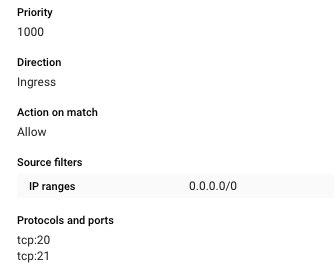 Priority
1000
Direction
Ingress
Action on match
Allow
Source filters
IP ranges 0.0.0.0/0
Protocols and ports
tcp:20
tcp:21